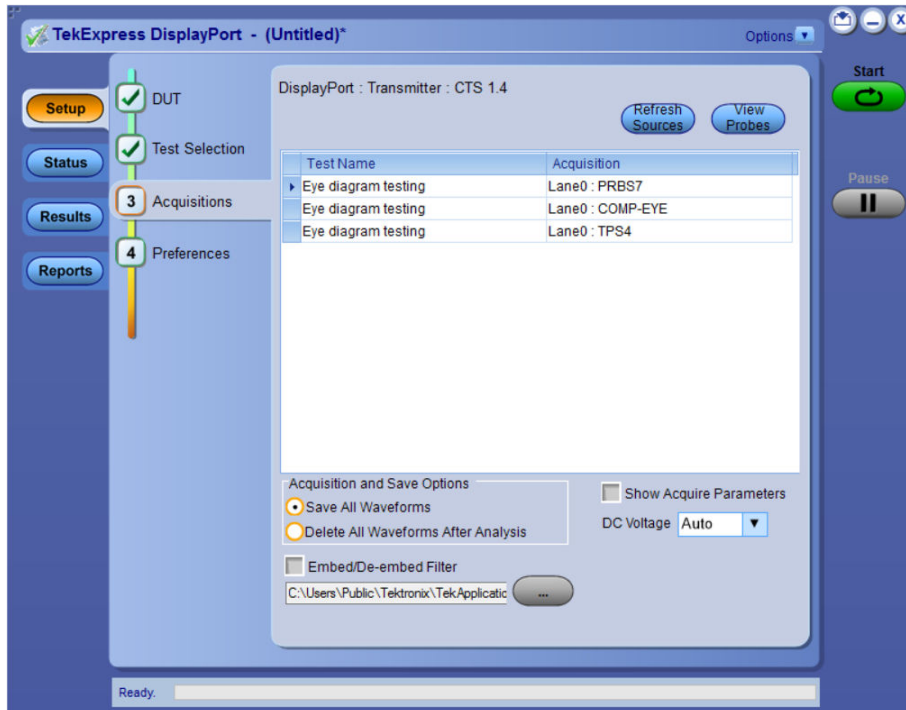 TekExpress DisplayPort - (Untitled)*
Options
Start
Pause
Setup
Status
Results
Reports
DUT
Test Selection
3 Acquisitions
4 Preferences
DisplayPort : Transmitter : CTS 1.4
Refresh Sources
View Probes
Test Name Acquisition
Eye diagram testing Lane0 : PRBS7
Eye diagram testing Lane0 : COMP-EYE
Eye diagram testing Lane0 : TPS4
Acquisition and Save Options
Save All Waveforms
Delete All Waveforms After Analysis
Show Acquire Parameters
DC Voltage Auto
Embed/De-embed Filter
C:\Users\Public\Tektronix\TekApplicatic
...
Ready.